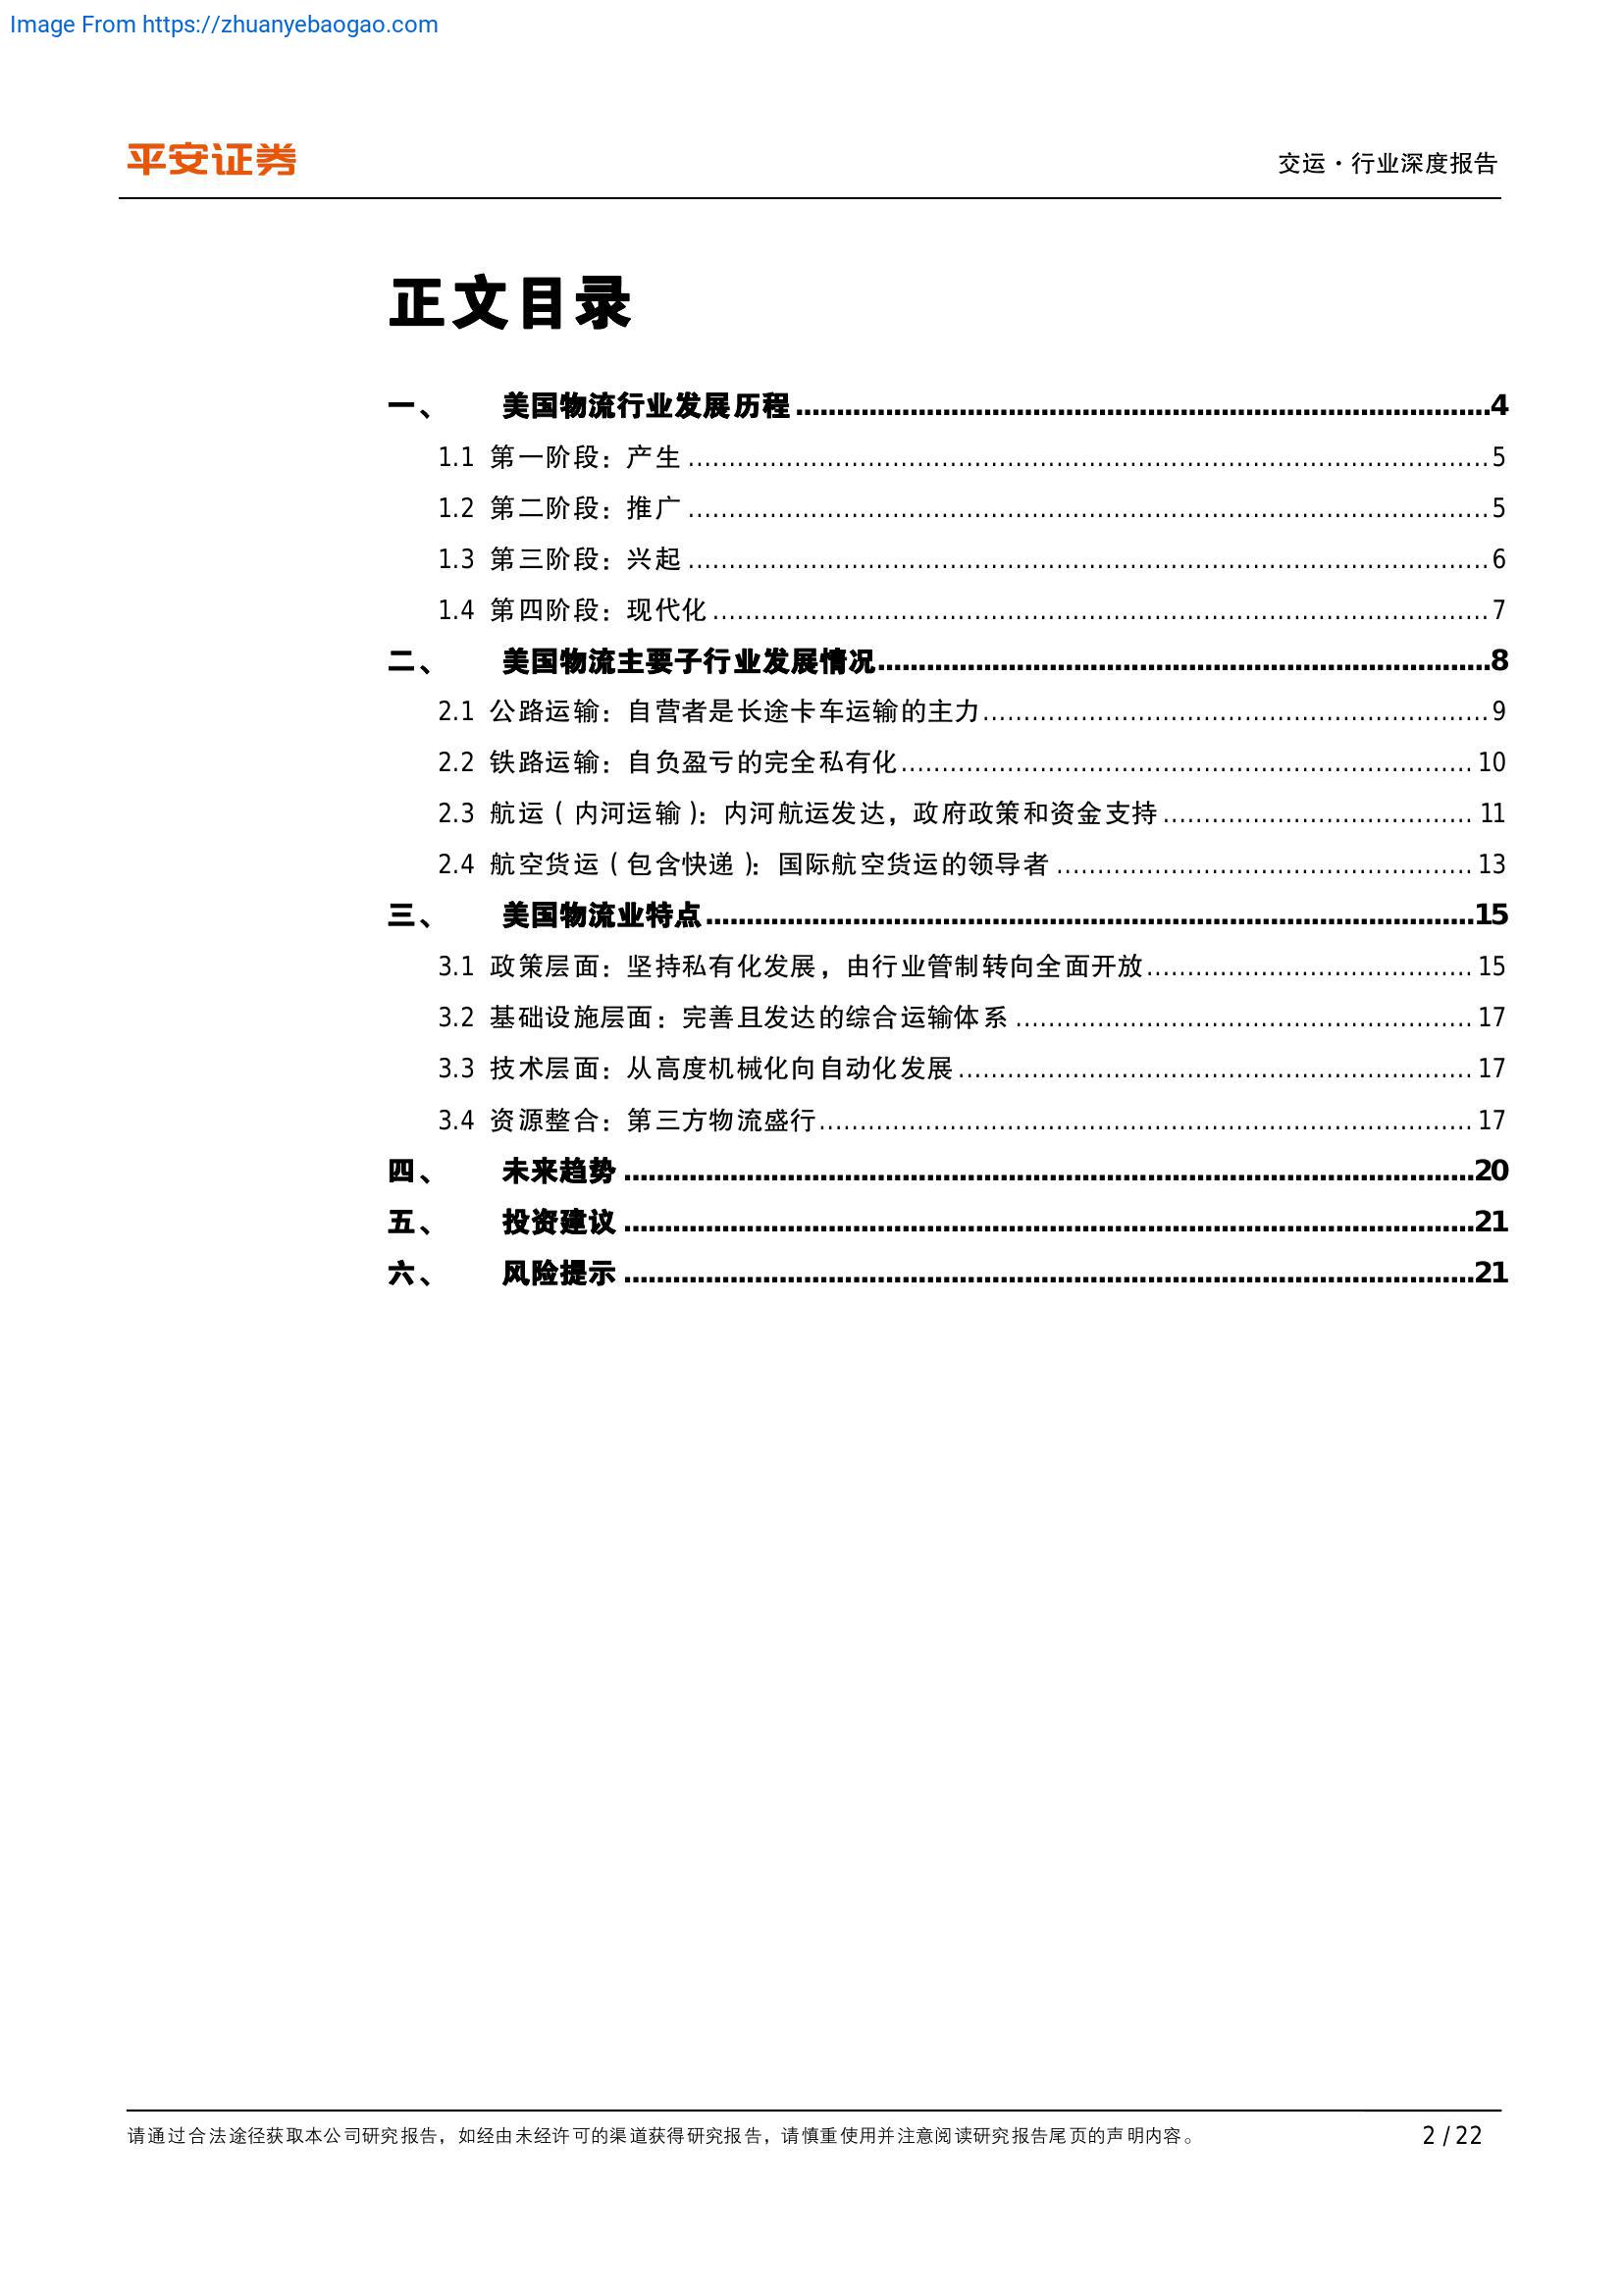 Image From https://zhuanyebaogao.com
平安证券
交运·行业深度报告
正文目录
一、 美国物流行业发展历程 4
1.1 第一阶段：产生 5
1.2 第二阶段：推广 5
1.3 第三阶段：兴起 6
1.4 第四阶段：现代化 7
二、 美国物流主要子行业发展情况 8
2.1 公路运输：自营者是长途卡车运输的主力 9
2.2 铁路运输：自负盈亏的完全私有化 10
2.3 航运（内河运输）：内河航运发达，政府政策和资金支持 11
2.4 航空货运（包含快递）：国际航空货运的领导者 13
三、 美国物流业特点 15
3.1 政策层面：坚持私有化发展，由行业管制转向全面开放 15
3.2 基础设施层面：完善且发达的综合运输体系 17
3.3 技术层面：从高度机械化向自动化发展 17
3.4 资源整合：第三方物流盛行 17
四、 未来趋势 20
五、 投资建议 21
六、 风险提示 21
请通过合法途径获取本公司研究报告，如经由未经许可的渠道获得研究报告，请慎重使用并注意阅读研究报告尾页的声明内容。
2 / 22